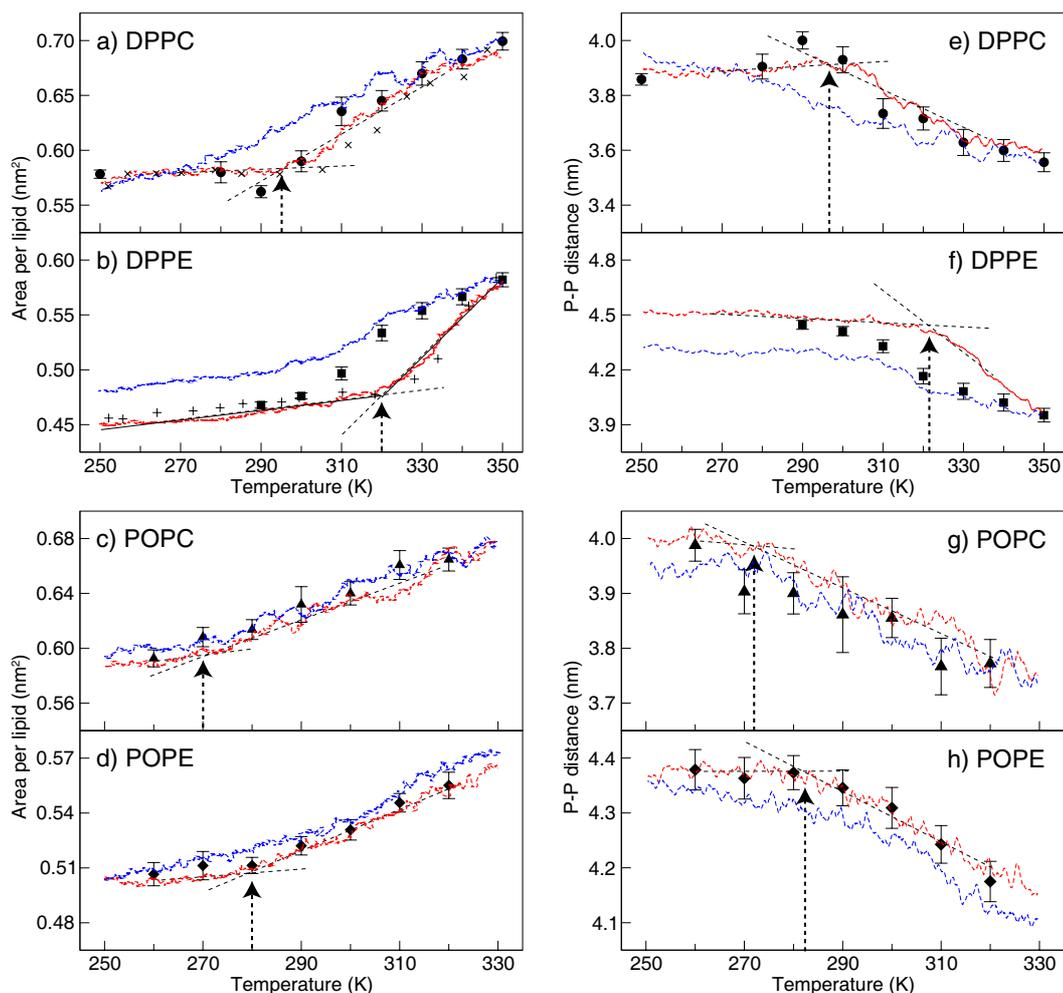 a) DPPC
0.70
0.65
0.60
0.55
Area per lipid (nm²)
b) DPPE
0.60
0.55
0.50
0.45
250 270 290 310 330 350
Temperature (K)
e) DPPC
4.0
3.8
3.6
3.4
P-P distance (nm)
f) DPPE
4.8
4.5
4.2
3.9
250 270 290 310 330 350
Temperature (K)
c) POPC
0.68
0.64
0.60
0.56
Area per lipid (nm²)
d) POPE
0.57
0.54
0.51
0.48
250 270 290 310 330
Temperature (K)
g) POPC
4.0
3.9
3.8
3.7
P-P distance (nm)
h) POPE
4.4
4.3
4.2
4.1
250 270 290 310 330
Temperature (K)